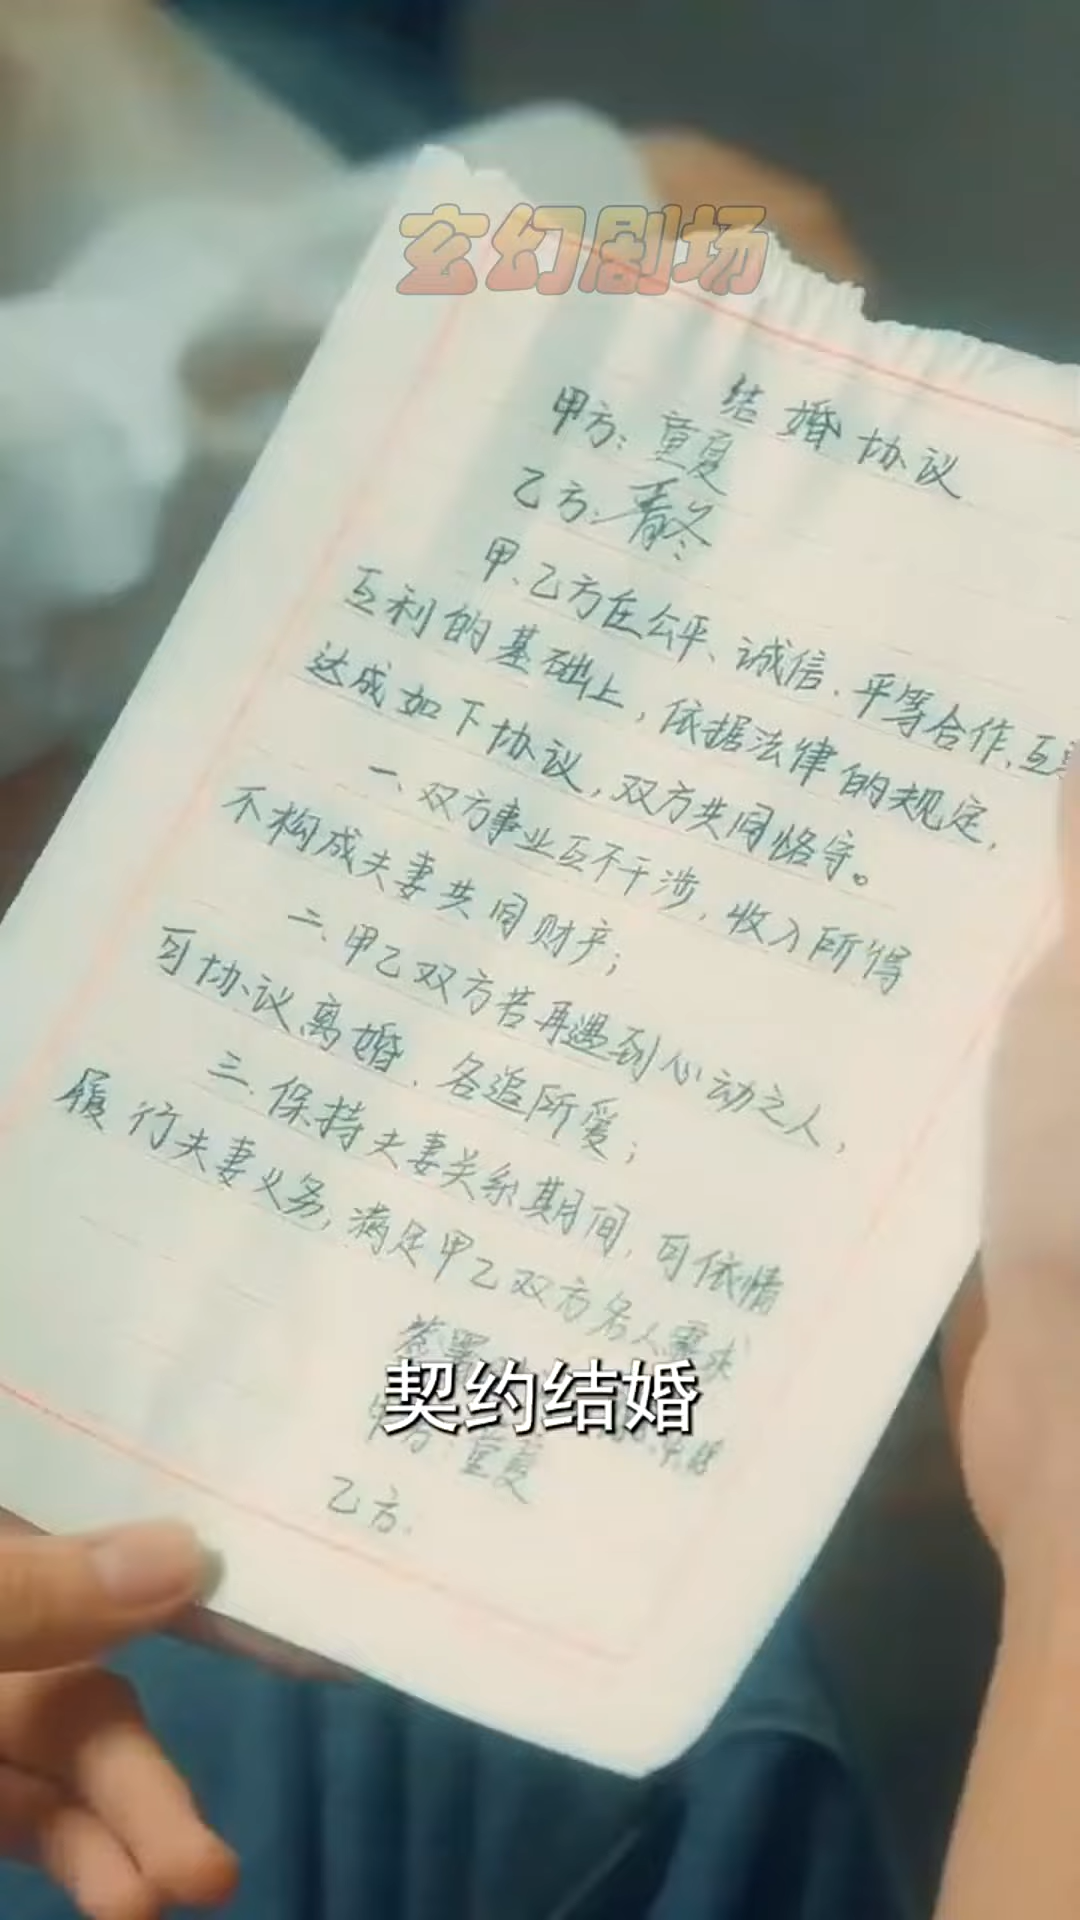 玄幻剧场
结婚协议
甲方：童夏
乙方：青冬
甲、乙方在公平、诚信、平等合作、互
互利的基础上，依据法律的规定，
达成如下协议，双方共同恪守。
一、双方事业互不干涉，收入所得
不构成夫妻共同财产；
二、甲乙双方若再遇到心动之人，
可协议离婚、各追所爱；
三、保持夫妻关系期间，可依情
履行夫妻义务，满足甲乙双方名人需求
签署
契约结婚
甲方：童夏
乙方：